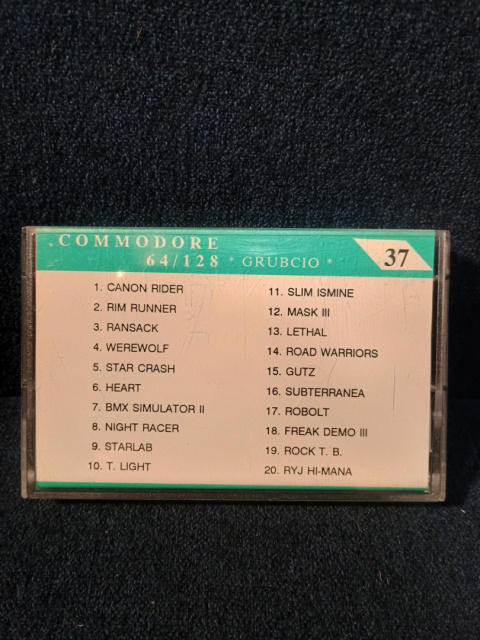 COMMODORE
64/128 * GRUBCIO *
37
1. CANON RIDER
2. RIM RUNNER
3. RANSACK
4. WEREWOLF
5. STAR CRASH
6. HEART
7. BMX SIMULATOR II
8. NIGHT RACER
9. STARLAB
10. T. LIGHT
11. SLIM ISMINE
12. MASK III
13. LETHAL
14. ROAD WARRIORS
15. GUTZ
16. SUBTERRANEA
17. ROBOLT
18. FREAK DEMO III
19. ROCK T. B.
20. RYJ HI-MANA